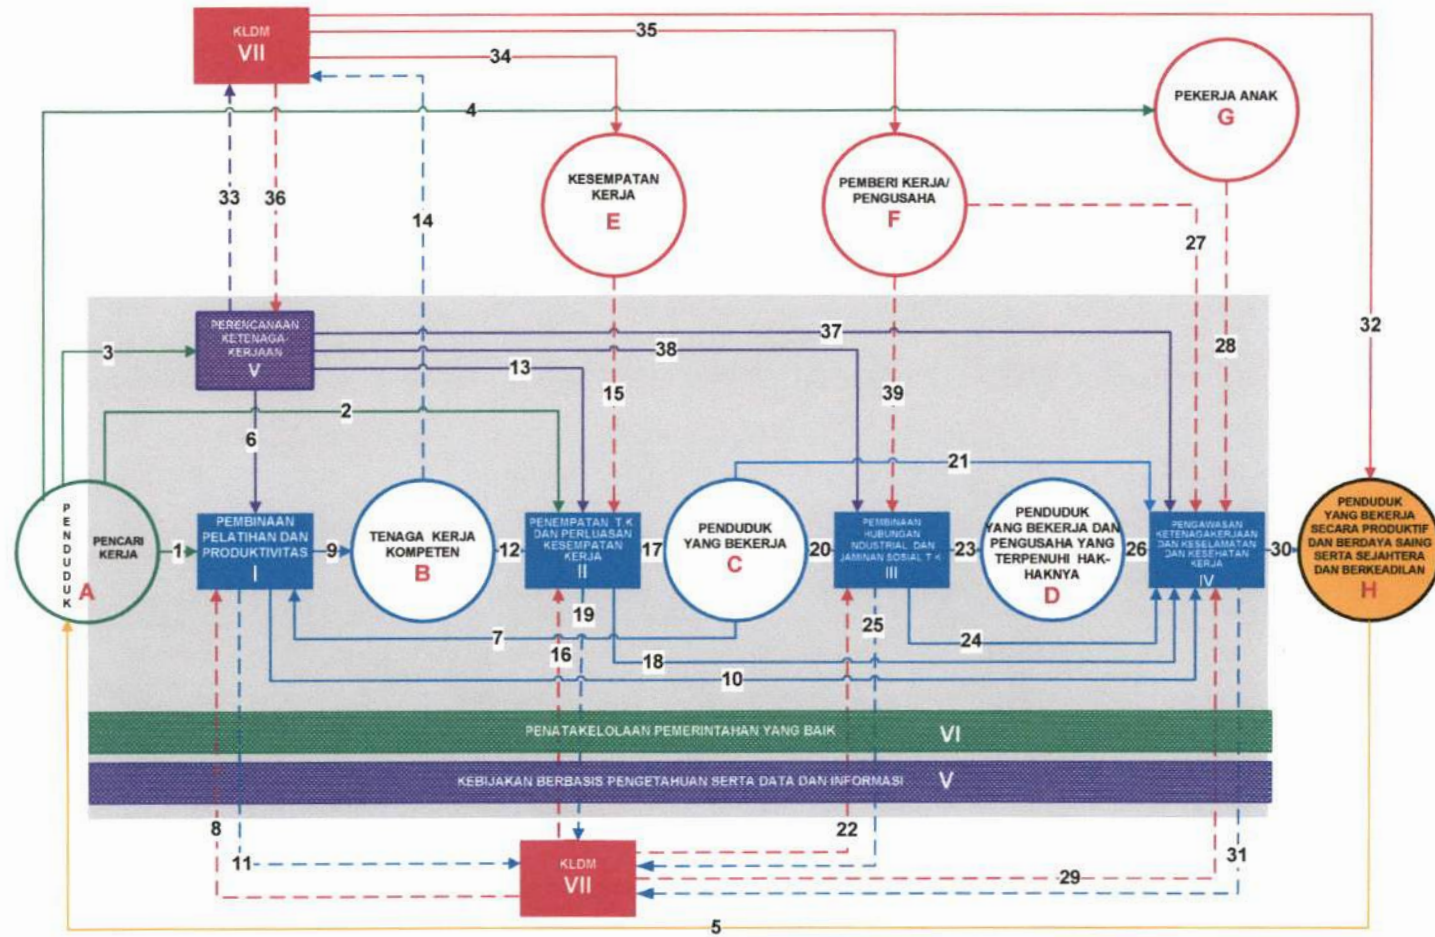 KLDM
VII
35
34
4
PEKERJA ANAK
G
KESEMPATAN
KERJA
E
PEMBERI KERJA/
PENGUSAHA
F
33
36
14
27
PERENCANAAN
KETENAGA-
KERJAAN
V
3
37
38
13
32
28
15
39
2
6
21
PENDUDUK
PENCARI
KERJA
A
1
PEMBINAAN
PELATIHAN DAN
PRODUKTIVITAS
I
9
TENAGA KERJA
KOMPETEN
B
12
PENEMPATAN T.K
DAN PERLUASAN
KESEMPATAN
KERJA
II
17
PENDUDUK
YANG BEKERJA
C
20
PEMBINAAN
HUBUNGAN
INDUSTRIAL DAN
JAMINAN SOSIAL T.K
III
23
PENDUDUK
YANG BEKERJA DAN
PENGUSAHA YANG
TERPENUHI HAK-
HAKNYA
D
26
PENGAWASAN
KETENAGAKERJAAN
DAN KESELAMATAN
DAN KESEHATAN
KERJA
IV
30
PENDUDUK
YANG BEKERJA
SECARA PRODUKTIF
DAN BERDAYA SAING
SERTA SEJAHTERA
DAN BERKEADILAN
H
19
25
7
24
16
18
10
PENATAKELOLAAN PEMERINTAHAN YANG BAIK VI
KEBIJAKAN BERBASIS PENGETAHUAN SERTA DATA DAN INFORMASI V
8
22
11
31
KLDM
VII
29
5